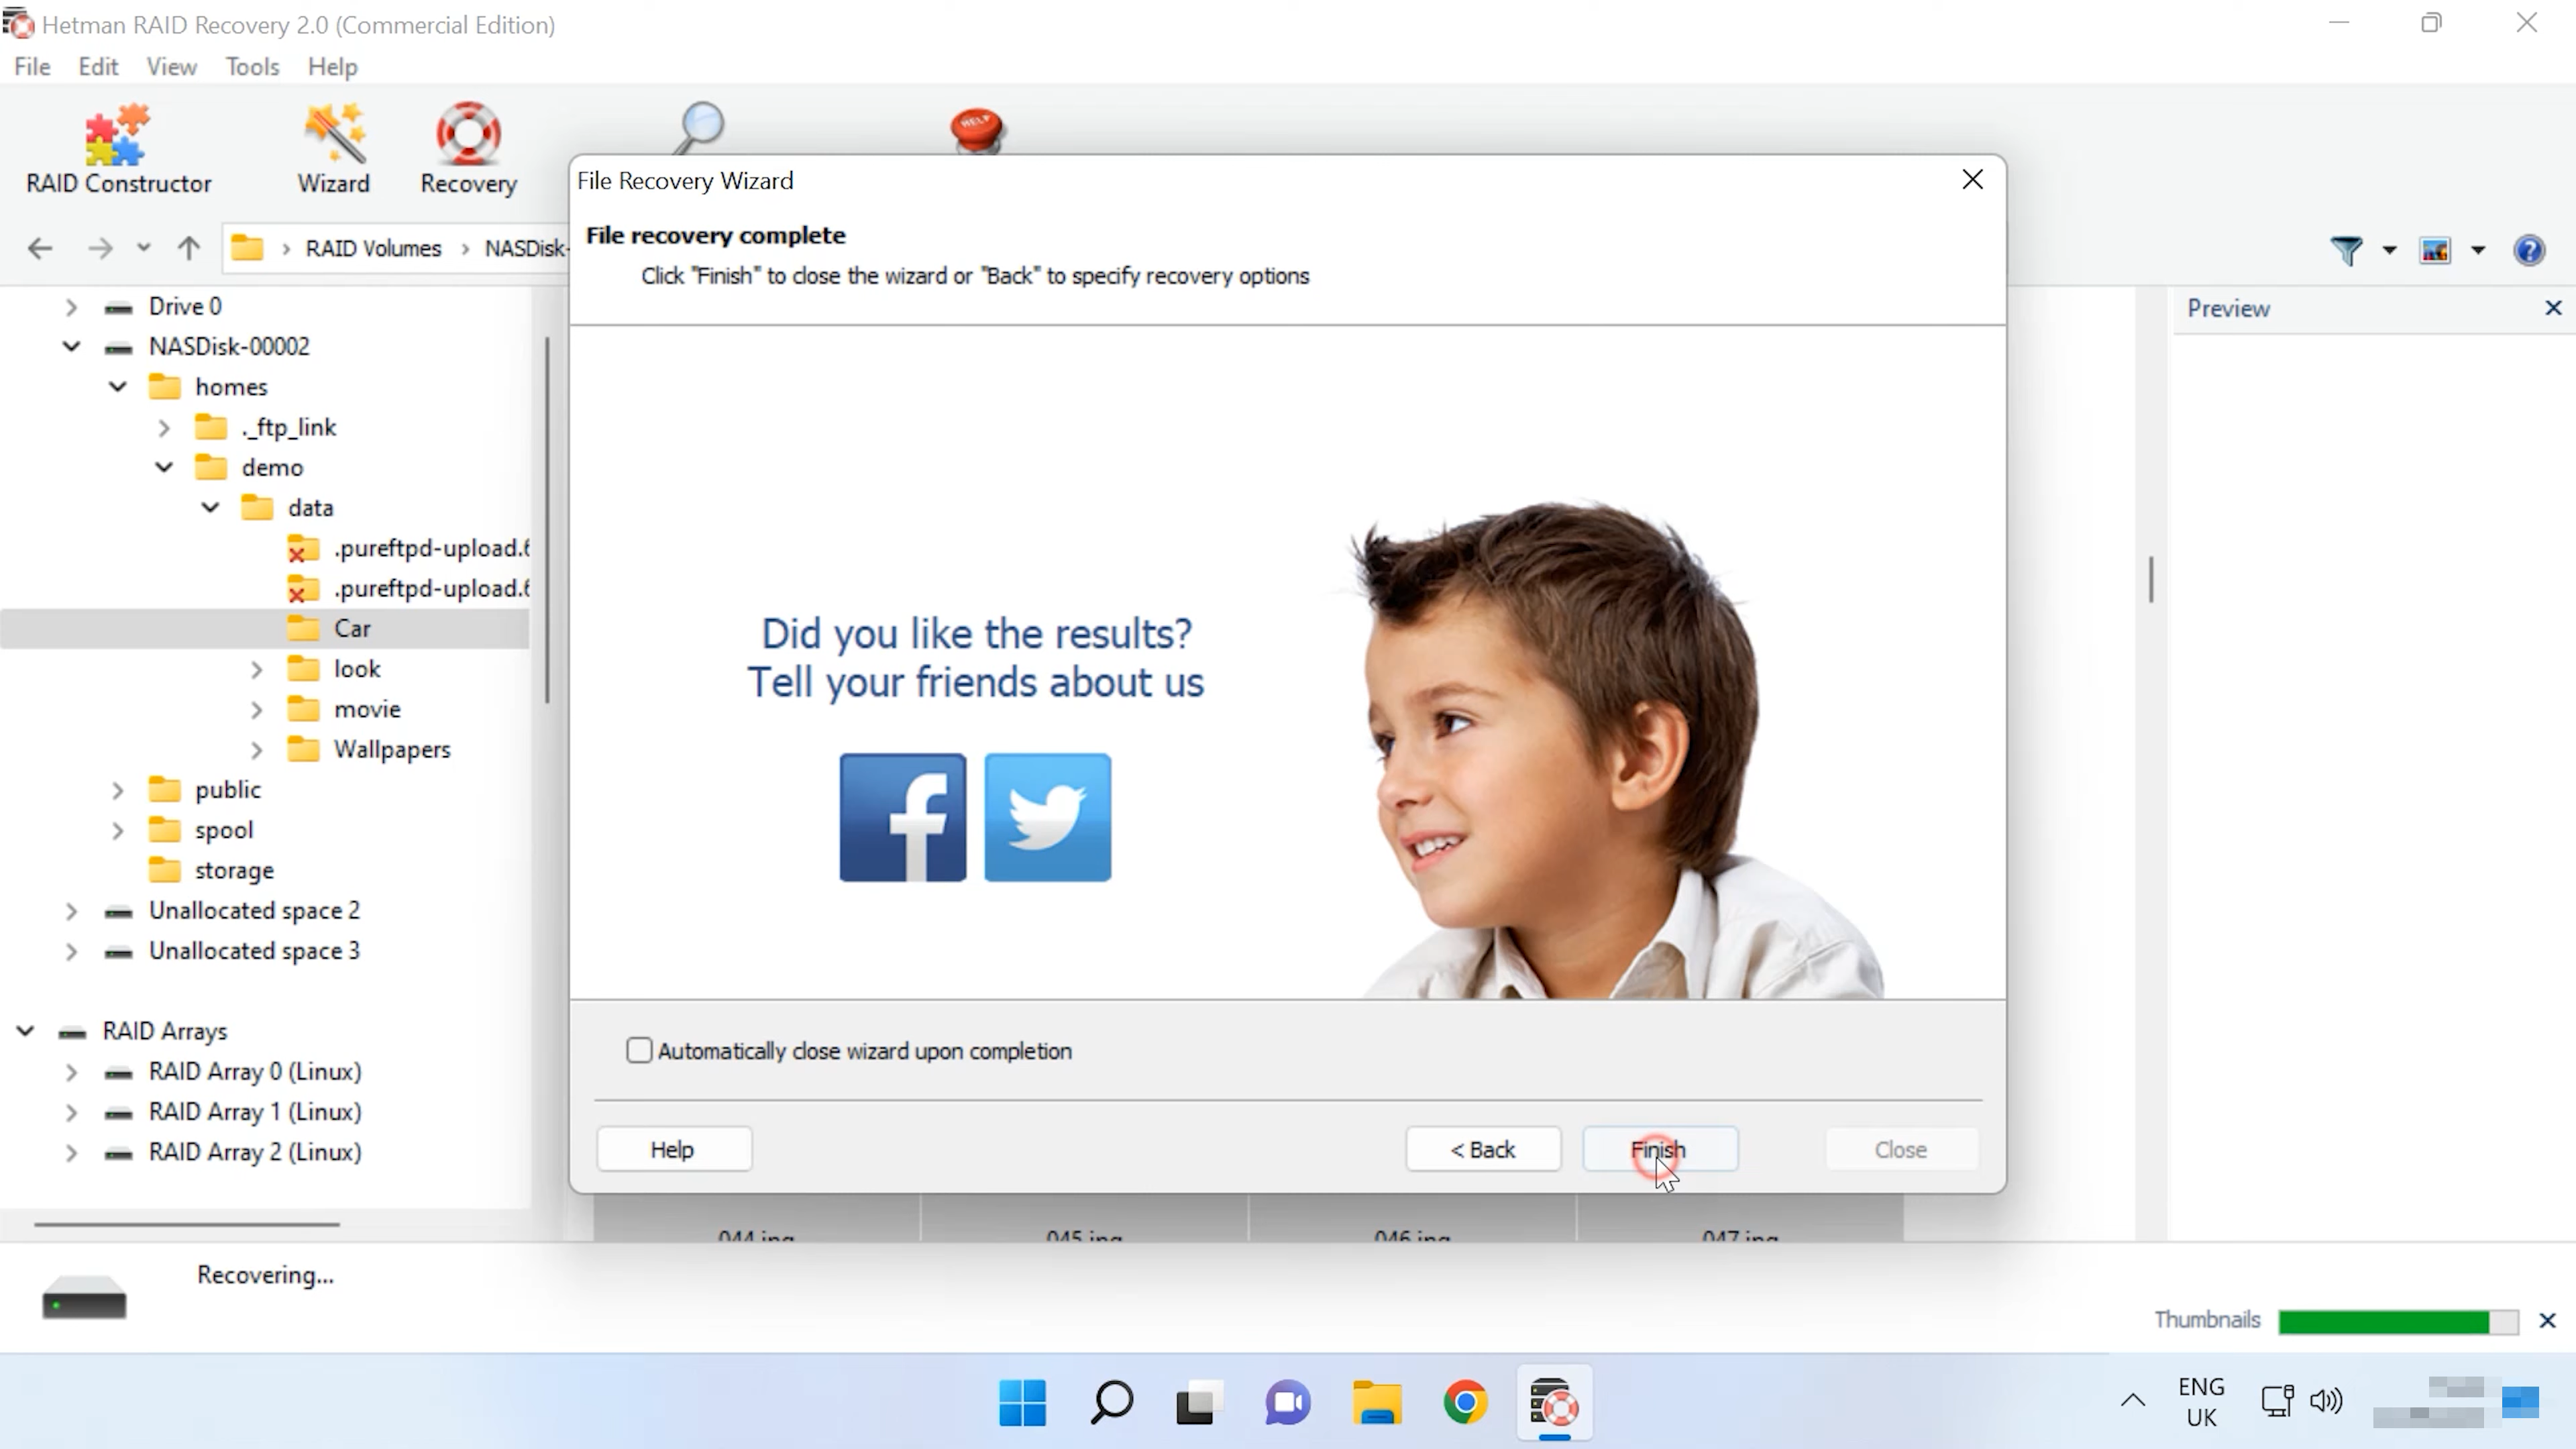 Hetman RAID Recovery 2.0 (Commercial Edition)
File Edit View Tools Help
HELP
RAID Constructor Wizard Recovery
RAID Volumes NASDisk-
File Recovery Wizard
File recovery complete
Click "Finish" to close the wizard or "Back" to specify recovery options
Drive 0
NASDisk-00002
homes
._ftp_link
demo
data
.pureftpd-upload.6
.pureftpd-upload.6
Car
look
movie
Wallpapers
public
spool
storage
Unallocated space 2
Unallocated space 3
RAID Arrays
RAID Array 0 (Linux)
RAID Array 1 (Linux)
RAID Array 2 (Linux)
Preview
Did you like the results?
Tell your friends about us
Automatically close wizard upon completion
Help < Back Finish Close
Recovering...
Thumbnails
ENG
UK